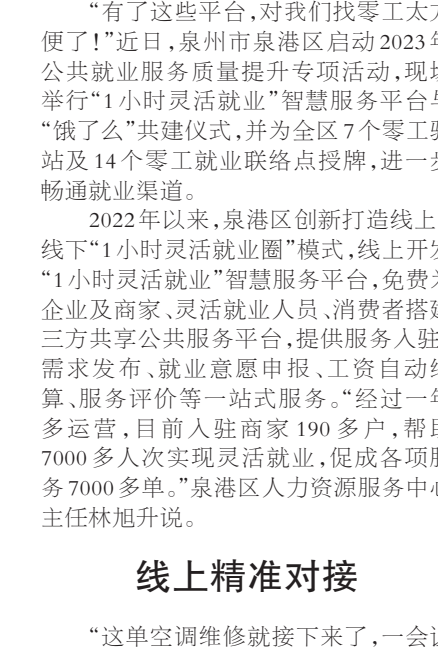 “有了这些平台,对我们找零工太方
便了!”近日,泉州市泉港区启动2023年
公共就业服务质量提升专项活动,现场
举行“1小时灵活就业”智慧服务平台与
“饿了么”共建仪式,并为全区7个零工驿
站及14个零工就业联络点授牌,进一步
畅通就业渠道。
2022年以来,泉港区创新打造线上
线下“1小时灵活就业圈”模式,线上开发
“1小时灵活就业”智慧服务平台,免费为
企业及商家、灵活就业人员、消费者搭建
三方共享公共服务平台,提供服务入驻、
需求发布、就业意愿申报、工资自动结
算、服务评价等一站式服务。“经过一年
多运营,目前入驻商家190多户,帮助
7000多人次实现灵活就业,促成各项服
务7000多单。”泉港区人力资源服务中心
主任林旭升说。
线上精准对接
“这单空调维修就接下来了,一会